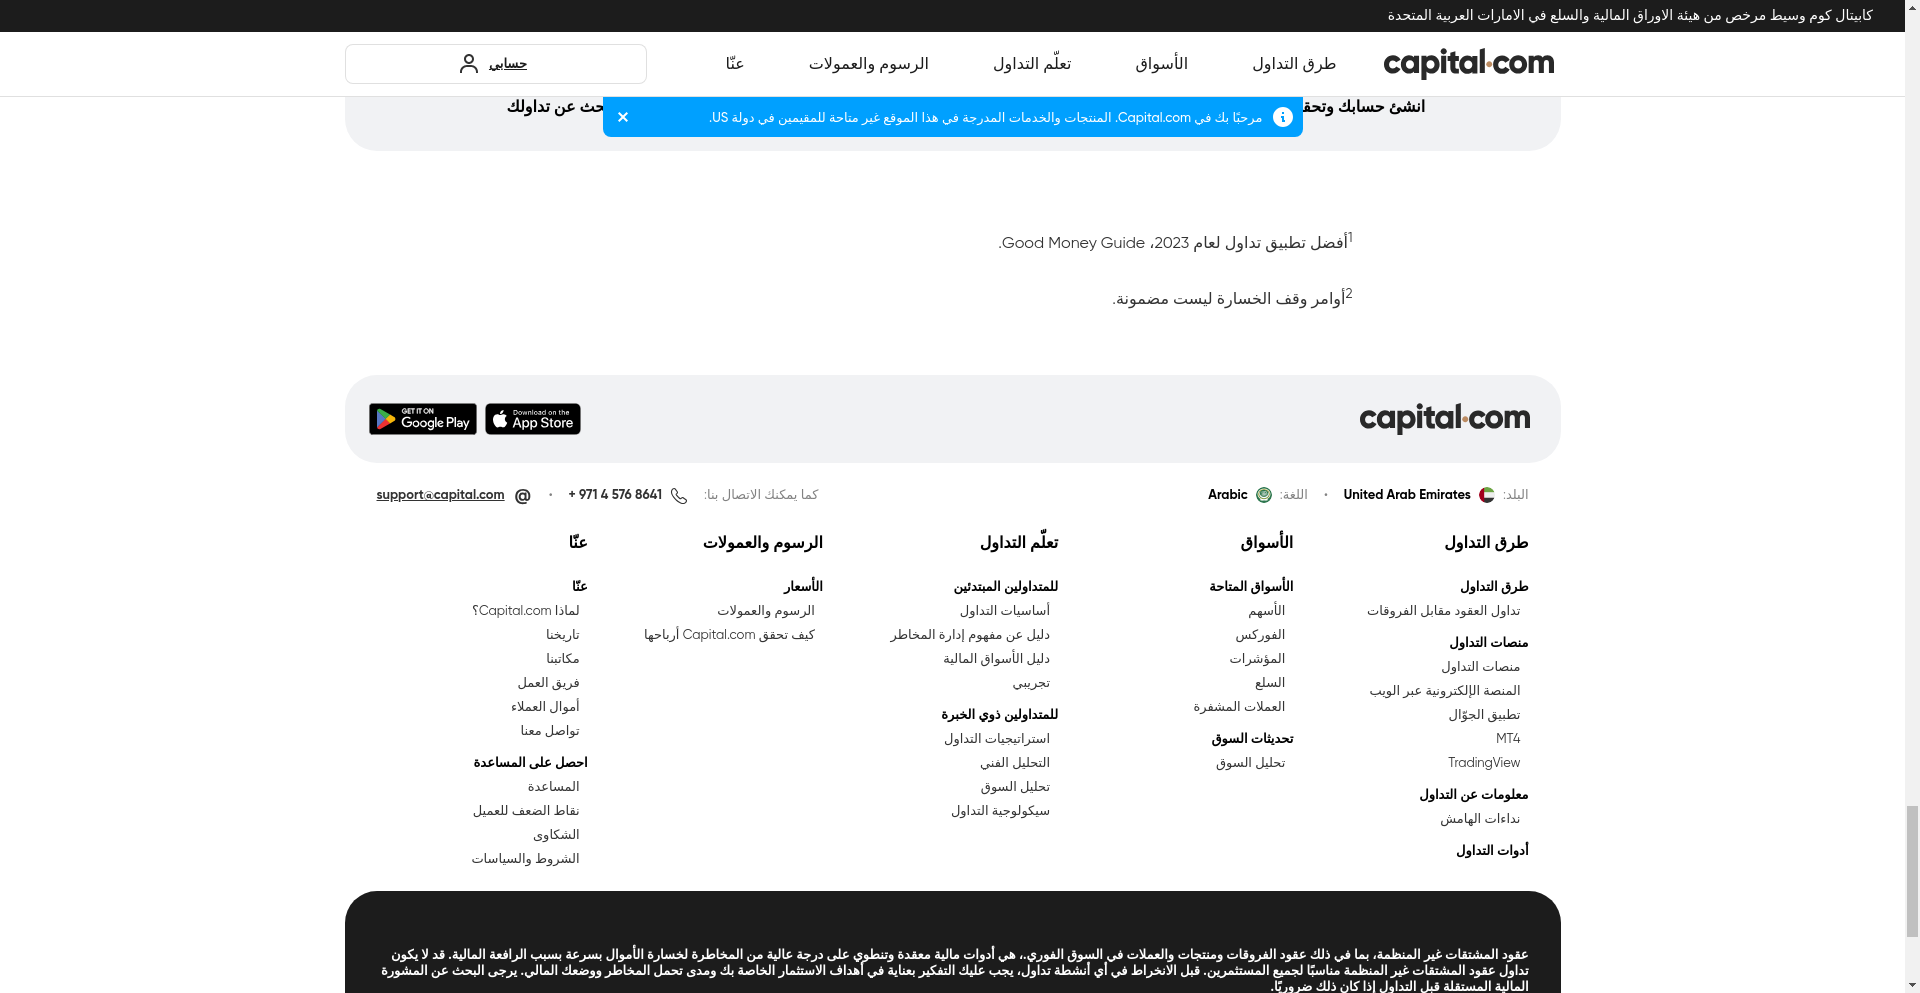 كابيتال كوم وسيط مرخص من هيئة الاوراق المالية والسلع في الامارات العربية المتحدة
capital.com
طرق التداول
الأسواق
تعلّم التداول
الرسوم والعمولات
عنّا
حسابي
انشئ حسابك وتحق
حث عن تداولك
مرحبًا بك في Capital.com. المنتجات والخدمات المدرجة في هذا الموقع غير متاحة للمقيمين في دولة US.
1أفضل تطبيق تداول لعام 2023، Good Money Guide.
2أوامر وقف الخسارة ليست مضمونة.
capital.com
Download on the App Store
GET IT ON Google Play
البلد: United Arab Emirates • اللغة: Arabic
كما يمكنك الاتصال بنا: + 971 4 576 8641 • @ support@capital.com
طرق التداول
طرق التداول
تداول العقود مقابل الفروقات
منصات التداول
منصات التداول
المنصة الإلكترونية عبر الويب
تطبيق الجوّال
MT4
TradingView
معلومات عن التداول
نداءات الهامش
أدوات التداول
الأسواق
الأسواق المتاحة
الأسهم
الفوركس
المؤشرات
السلع
العملات المشفرة
تحديثات السوق
تحليل السوق
تعلّم التداول
للمتداولين المبتدئين
أساسيات التداول
دليل عن مفهوم إدارة المخاطر
دليل الأسواق المالية
تجريبي
للمتداولين ذوي الخبرة
استراتيجيات التداول
التحليل الفني
تحليل السوق
سيكولوجية التداول
الرسوم والعمولات
الأسعار
الرسوم والعمولات
كيف تحقق Capital.com أرباحها
عنّا
عنّا
لماذا Capital.com؟
تاريخنا
مكاتبنا
فريق العمل
أموال العملاء
تواصل معنا
احصل على المساعدة
المساعدة
نقاط الضعف للعميل
الشكاوى
الشروط والسياسات
عقود المشتقات غير المنظمة، بما في ذلك عقود الفروقات ومنتجات والعملات في السوق الفوري.، هي أدوات مالية معقدة وتنطوي على درجة عالية من المخاطرة لخسارة الأموال بسرعة بسبب الرافعة المالية. قد لا يكون
تداول عقود المشتقات غير المنظمة مناسبًا لجميع المستثمرين. قبل الانخراط في أي أنشطة تداول، يجب عليك التفكير بعناية في أهداف الاستثمار الخاصة بك ومدى تحمل المخاطر ووضعك المالي. يرجى البحث عن المشورة
المالية المستقلة قبل التداول إذا كان ذلك ضروريًا.